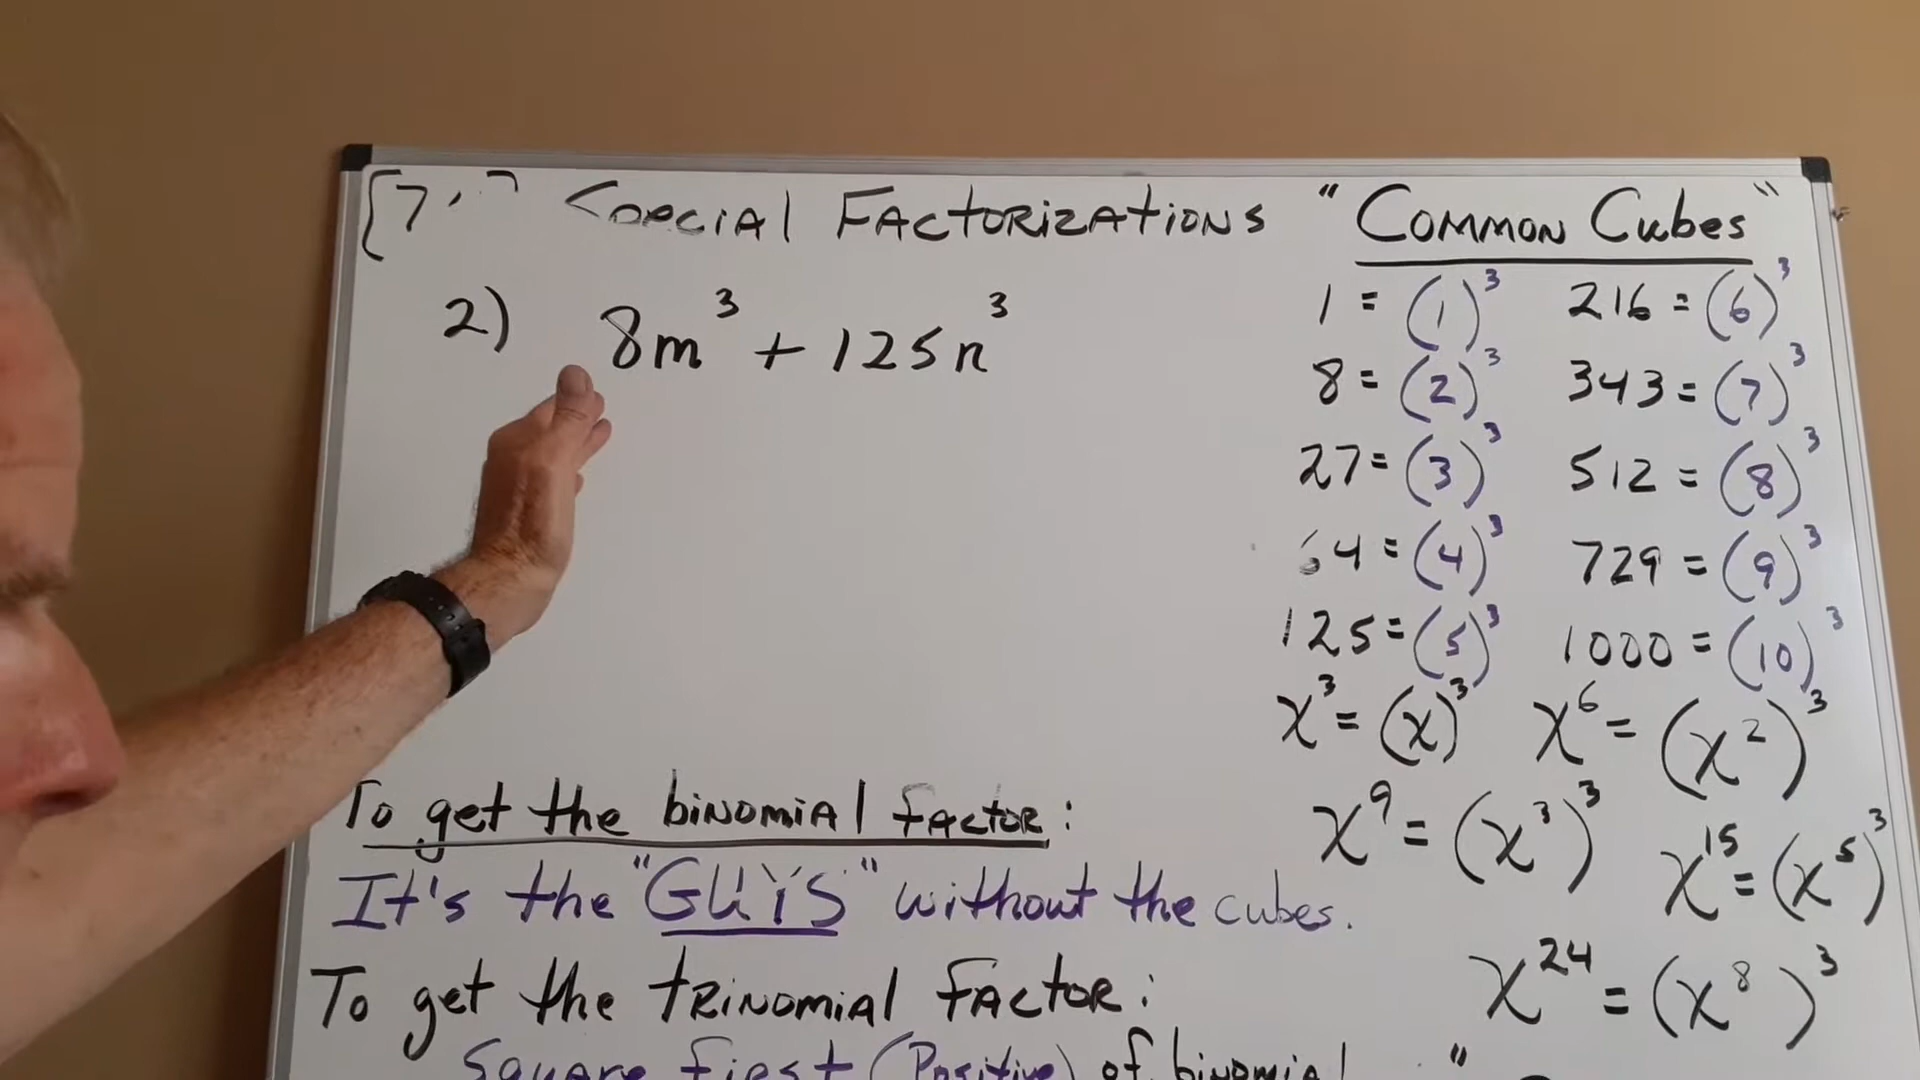 [7. Special Factorizations
2) 8m³ + 125n³
"Common Cubes"
1 = (1)³ 216 = (6)³
8 = (2)³ 343 = (7)³
27 = (3)³ 512 = (8)³
64 = (4)³ 729 = (9)³
125 = (5)³ 1000 = (10)³
x³ = (x)³ x⁶ = (x²)³
x⁹ = (x³)³ x¹⁵ = (x⁵)³
x²⁴ = (x⁸)³
To get the binomial factor:
It's the "GUYS" without the cubes.
To get the trinomial factor:
Square first (Positive) of binomial